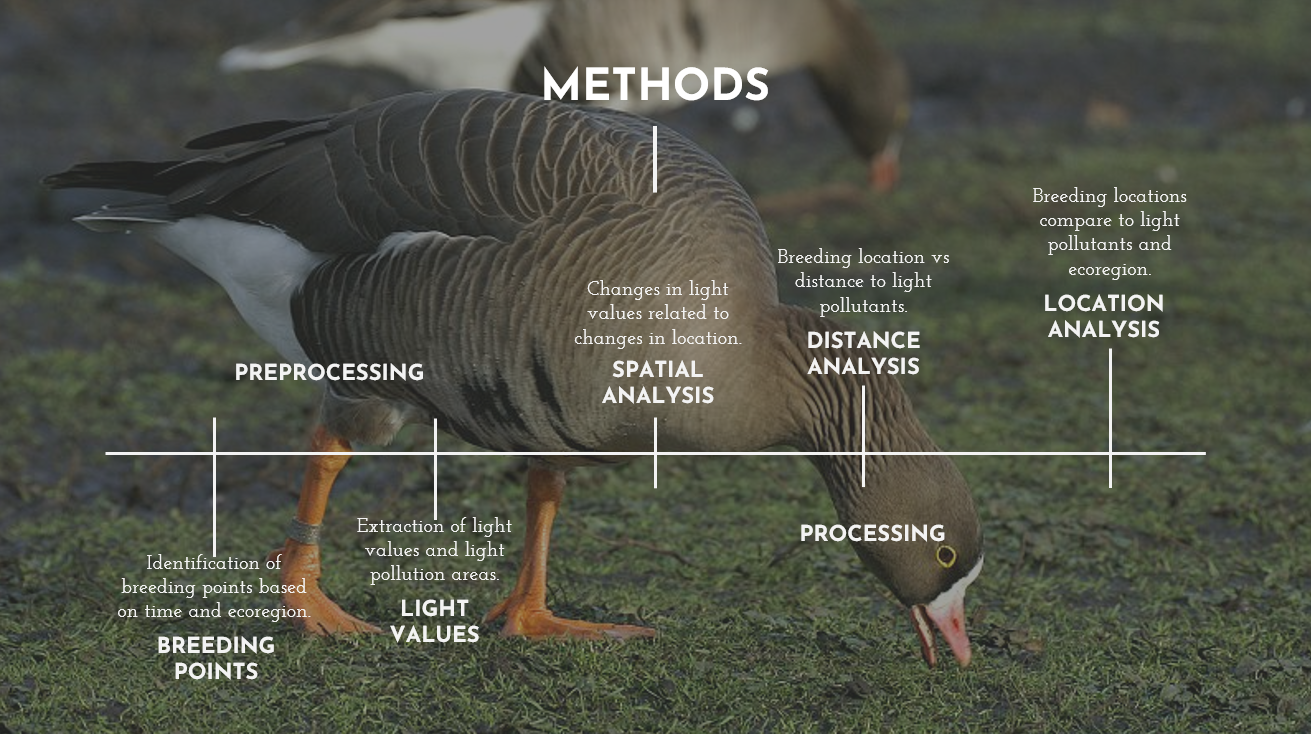 METHODS
PREPROCESSING
Identification of
breeding points based
on time and ecoregion.
BREEDING
POINTS
Extraction of light
values and light
pollution areas.
LIGHT
VALUES
Changes in light
values related to
changes in location.
SPATIAL
ANALYSIS
Breeding location vs
distance to light
pollutants.
DISTANCE
ANALYSIS
Breeding locations
compare to light
pollutants and
ecoregion.
LOCATION
ANALYSIS
PROCESSING